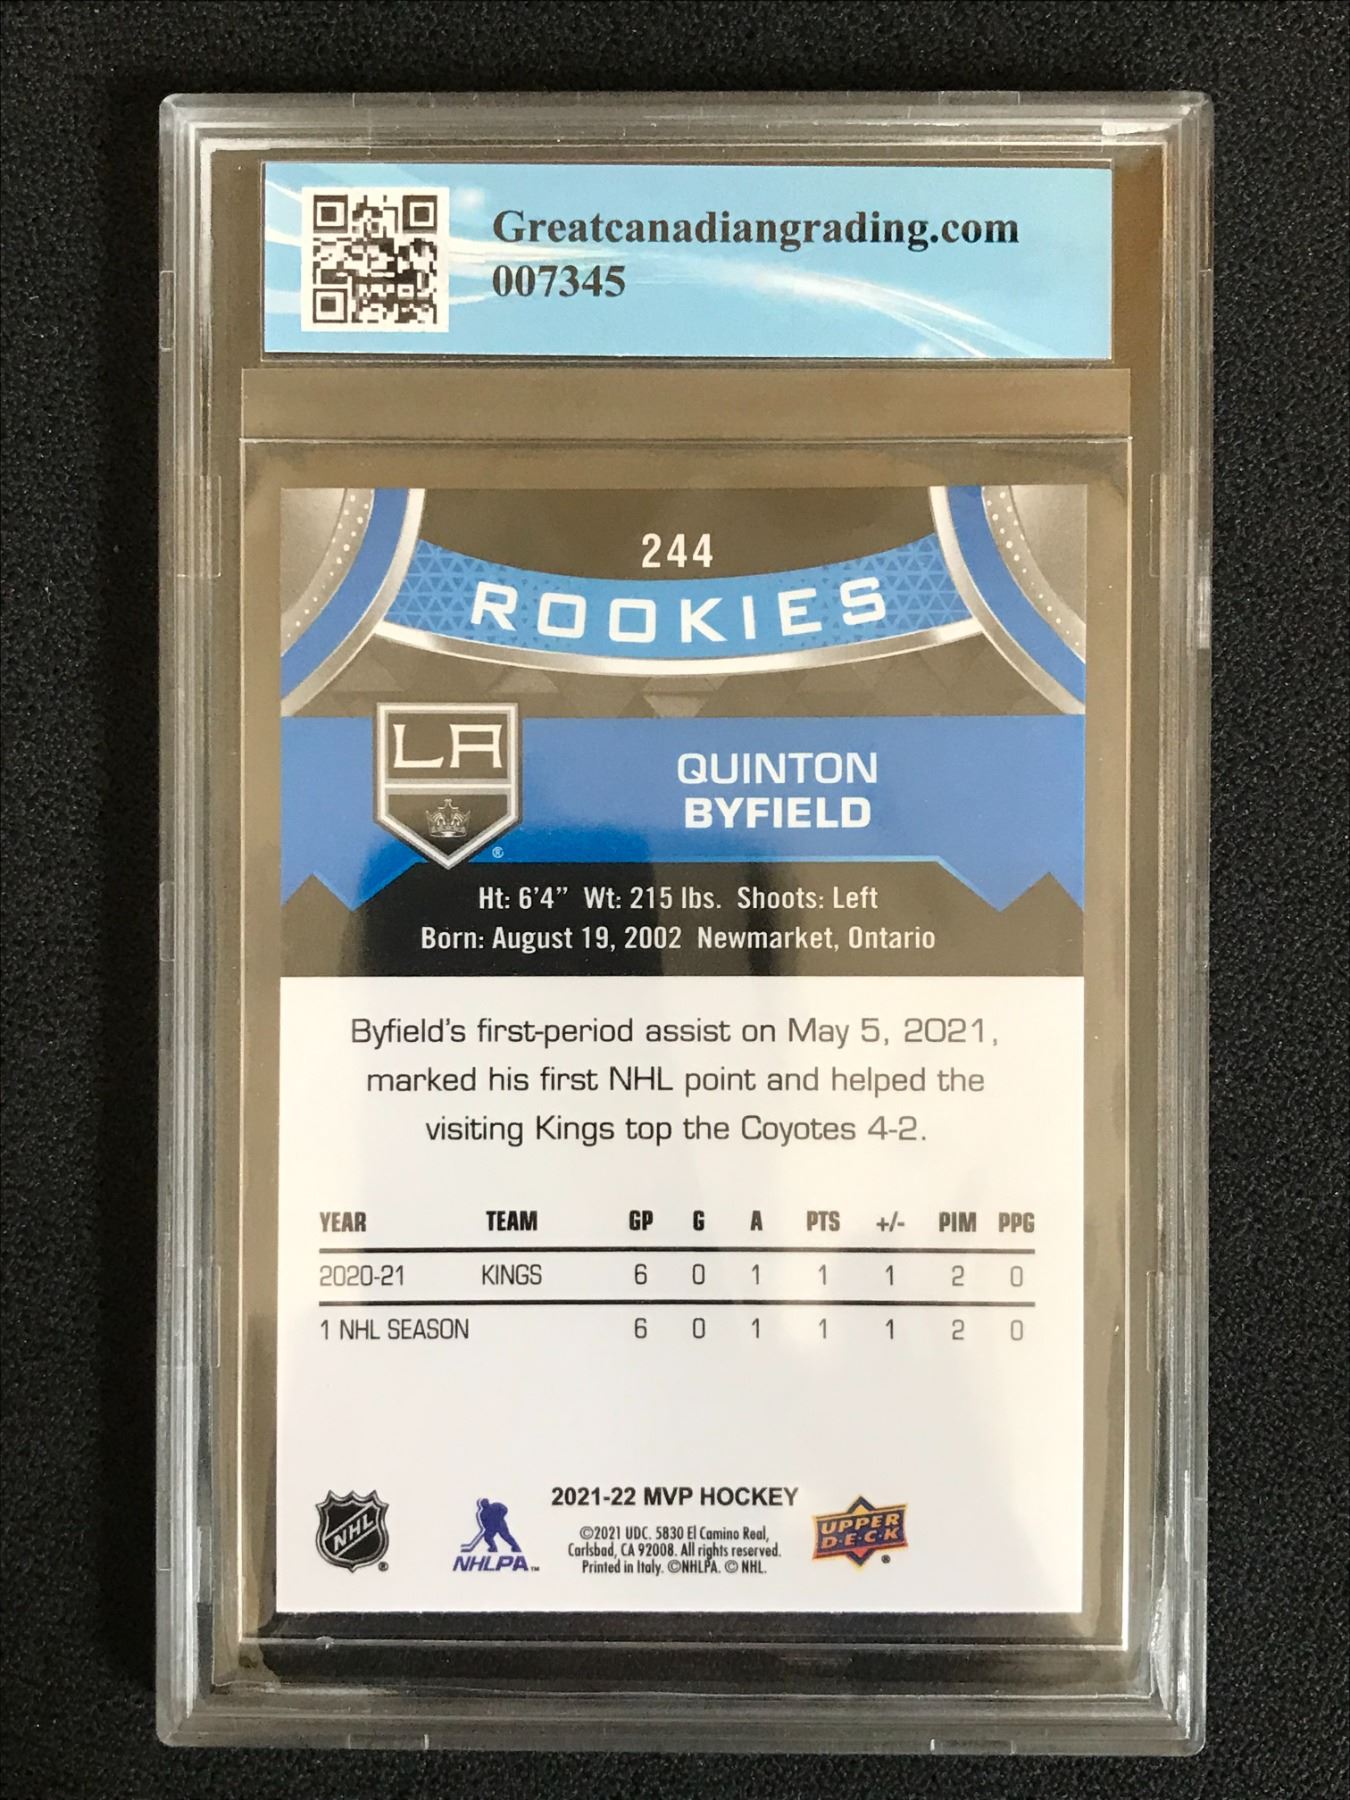 Greatcanadiangrading.com
007345
244
ROOKIES
LA
QUINTON
BYFIELD
®
Ht: 6'4” Wt: 215 lbs. Shoots: Left
Born: August 19, 2002 Newmarket, Ontario
Byfield's first-period assist on May 5, 2021,
marked his first NHL point and helped the
visiting Kings top the Coyotes 4-2.
YEAR TEAM GP G A PTS +/- PIM PPG
2020-21 KINGS 6 0 1 1 1 2 0
1 NHL SEASON 6 0 1 1 1 2 0
NHL ®
NHLPA™
2021-22 MVP HOCKEY
©2021 UDC. 5830 El Camino Real,
Carlsbad, CA 92008. All rights reserved.
Printed in Italy. ©NHLPA. © NHL.
UPPER
D·E·C·K ®